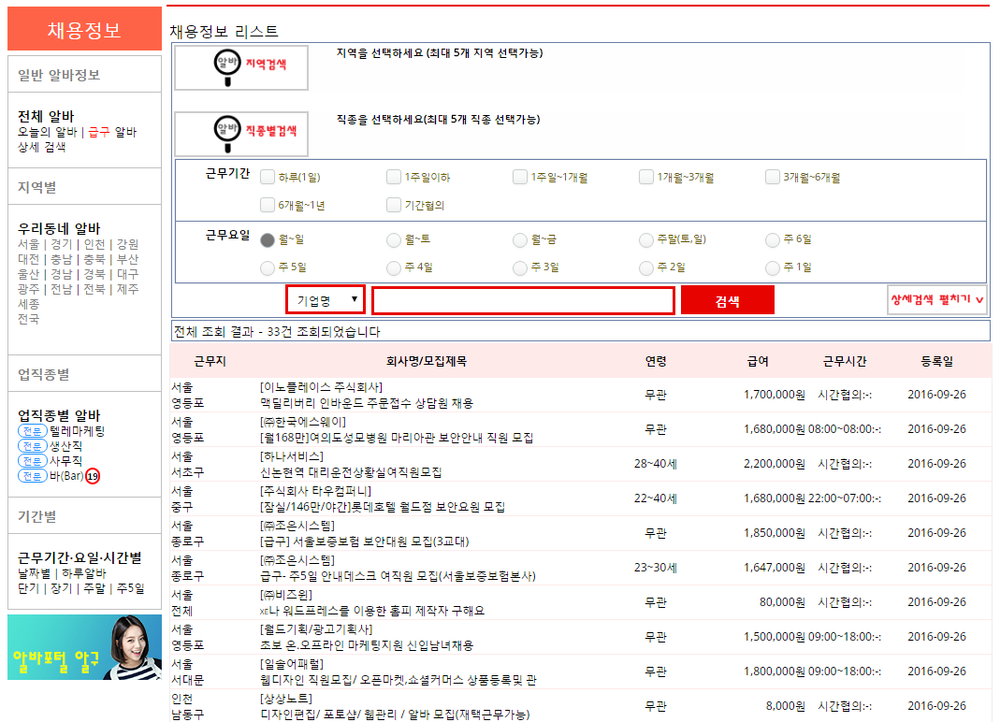 채용정보
일반 알바정보
전체 알바
오늘의 알바 | 급구 알바
상세 검색
지역별
우리동네 알바
서울 | 경기 | 인천 | 강원
대전 | 충남 | 충북 | 부산
울산 | 경남 | 경북 | 대구
광주 | 전남 | 전북 | 제주
세종
전국
업직종별
업직종별 알바
전문 텔레마케팅
전문 생산직
전문 사무직
전문 바(Bar) 19
기간별
근무기간·요일·시간별
날짜별 | 하루알바
단기 | 장기 | 주말 | 주5일
알바포털 알구
채용정보 리스트
알바 지역검색 지역을 선택하세요 (최대 5개 지역 선택가능)
알바 직종별검색 직종을 선택하세요(최대 5개 직종 선택가능)
근무기간 하루(1일) 1주일이하 1주일~1개월 1개월~3개월 3개월~6개월
6개월~1년 기간협의
근무요일 월~일 월~토 월~금 주말(토,일) 주 6일
주 5일 주 4일 주 3일 주 2일 주 1일
기업명 ▼ 검색 상세검색 펼치기 ∨
전체 조회 결과 - 33건 조회되었습니다
근무지 회사명/모집제목 연령 급여 근무시간 등록일
서울 [이노플레이스 주식회사]
영등포 맥딜리버리 인바운드 주문접수 상담원 채용 무관 1,700,000원 시간협의:-: 2016-09-26
서울 [㈜한국에스웨이]
영등포 [월168만]여의도성모병원 마리아관 보안안내 직원 모집 무관 1,680,000원 08:00~08:00:-: 2016-09-26
서울 [하나서비스]
서초구 신논현역 대리운전상황실여직원모집 28~40세 2,200,000원 시간협의:-: 2016-09-26
서울 [주식회사 타우컴퍼니]
중구 [잠실/146만/야간]롯데호텔 월드점 보안요원 모집 22~40세 1,680,000원 22:00~07:00:-: 2016-09-26
서울 [㈜조은시스템]
종로구 [급구] 서울보증보험 보안대원 모집(3교대) 무관 1,850,000원 시간협의:-: 2016-09-26
서울 [㈜조은시스템]
종로구 급구- 주5일 안내데스크 여직원 모집(서울보증보험본사) 23~30세 1,647,000원 시간협의:-: 2016-09-26
서울 [㈜비즈윈]
전체 XE나 워드프레스를 이용한 홈피 제작자 구해요 무관 80,000원 시간협의:-: 2016-09-26
서울 [월드기획/광고기획사]
영등포 초보 온.오프라인 마케팅지원 신입남녀채용 무관 1,500,000원 09:00~18:00:-: 2016-09-26
서울 [일솔어패럴]
서대문 웹디자인 직원모집/ 오픈마켓,쇼셜커머스 상품등록및 관 무관 1,800,000원 09:00~18:00:-: 2016-09-26
인천 [상상노트]
남동구 디자인편집/ 포토샵/ 웹관리 / 알바 모집(재택근무가능) 무관 8,000원 시간협의:-: 2016-09-26